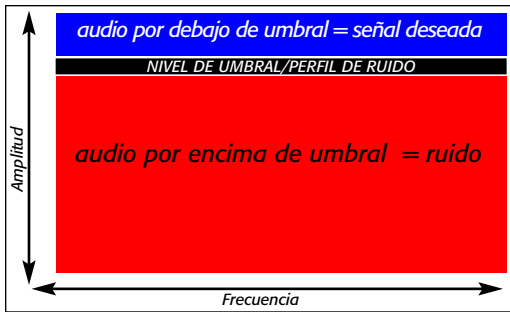 audio por debajo de umbral = señal deseada
NIVEL DE UMBRAL/PERFIL DE RUIDO
audio por encima de umbral = ruido
Amplitud
Frecuencia